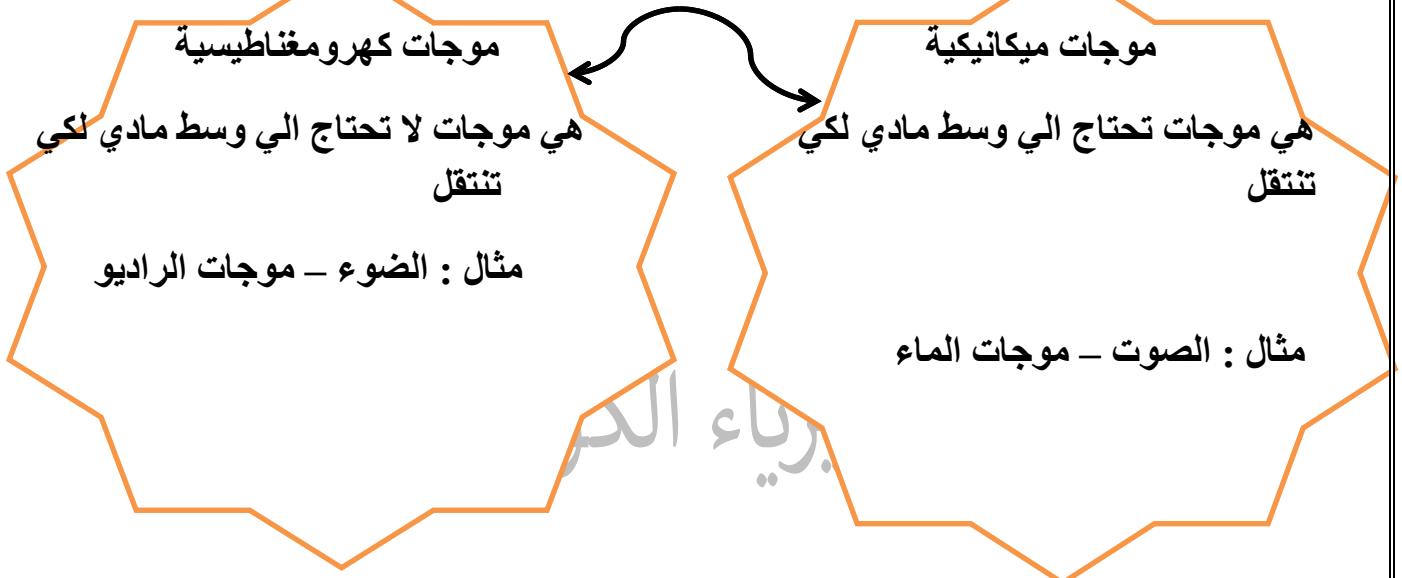 موجات ميكانيكية
هي موجات تحتاج الي وسط مادي لكي
تنتقل
مثال : الصوت – موجات الماء
موجات كهرومغناطيسية
هي موجات لا تحتاج الي وسط مادي لكي
تنتقل
مثال : الضوء – موجات الراديو